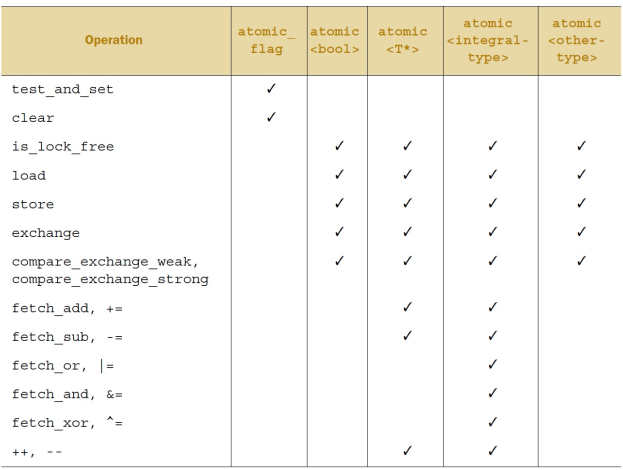 Operation atomic_ flag atomic <bool> atomic <T*> atomic <integral- type> atomic <other- type>
test_and_set ✓
clear ✓
is_lock_free ✓ ✓ ✓ ✓
load ✓ ✓ ✓ ✓
store ✓ ✓ ✓ ✓
exchange ✓ ✓ ✓ ✓
compare_exchange_weak, ✓ ✓ ✓ ✓
compare_exchange_strong
fetch_add, += ✓ ✓
fetch_sub, -= ✓ ✓
fetch_or, |= ✓
fetch_and, &= ✓
fetch_xor, ^= ✓
++, -- ✓ ✓